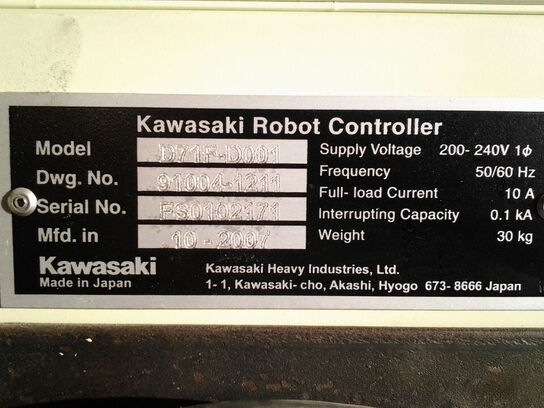 Kawasaki Robot Controller
Model D71F-D001 Supply Voltage 200-240V 1ϕ
Dwg. No. 91004-1211 Frequency 50/60 Hz
Serial No. FS0102171 Full-load Current 10 A
Mfd. in 10-2007 Interrupting Capacity 0.1 kA
Weight 30 kg
Kawasaki Kawasaki Heavy Industries, Ltd.
Made in Japan 1-1, Kawasaki-cho, Akashi, Hyogo 673-8666 Japan